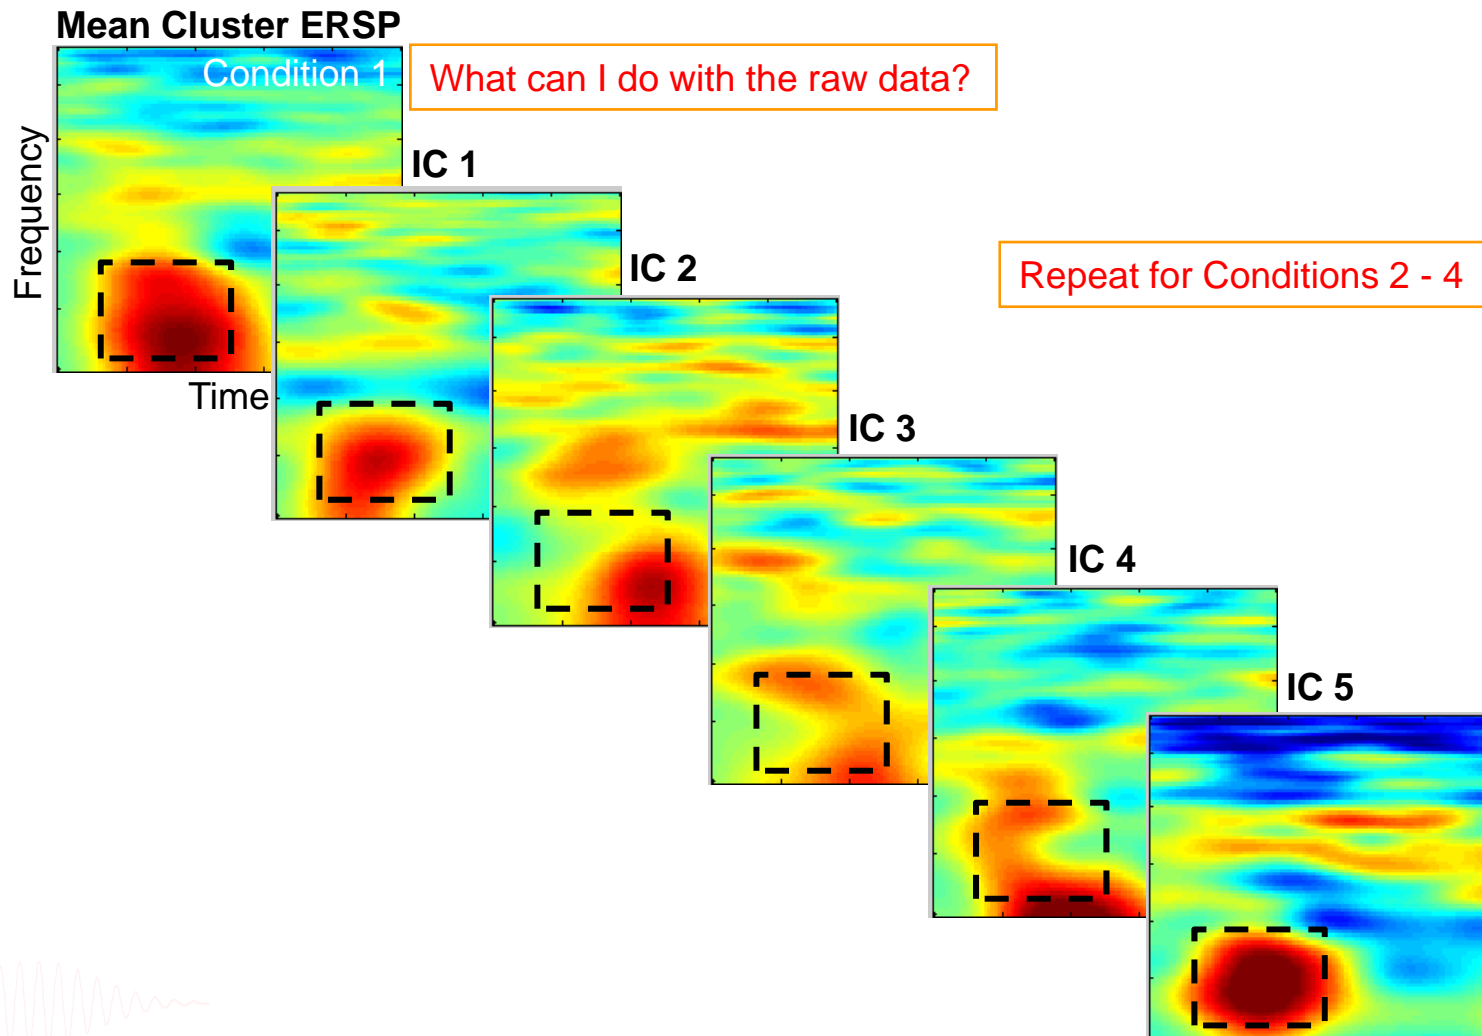 Mean Cluster ERSP
Condition 1
What can I do with the raw data?
Frequency
Time
IC 1
IC 2
Repeat for Conditions 2 - 4
IC 3
IC 4
IC 5